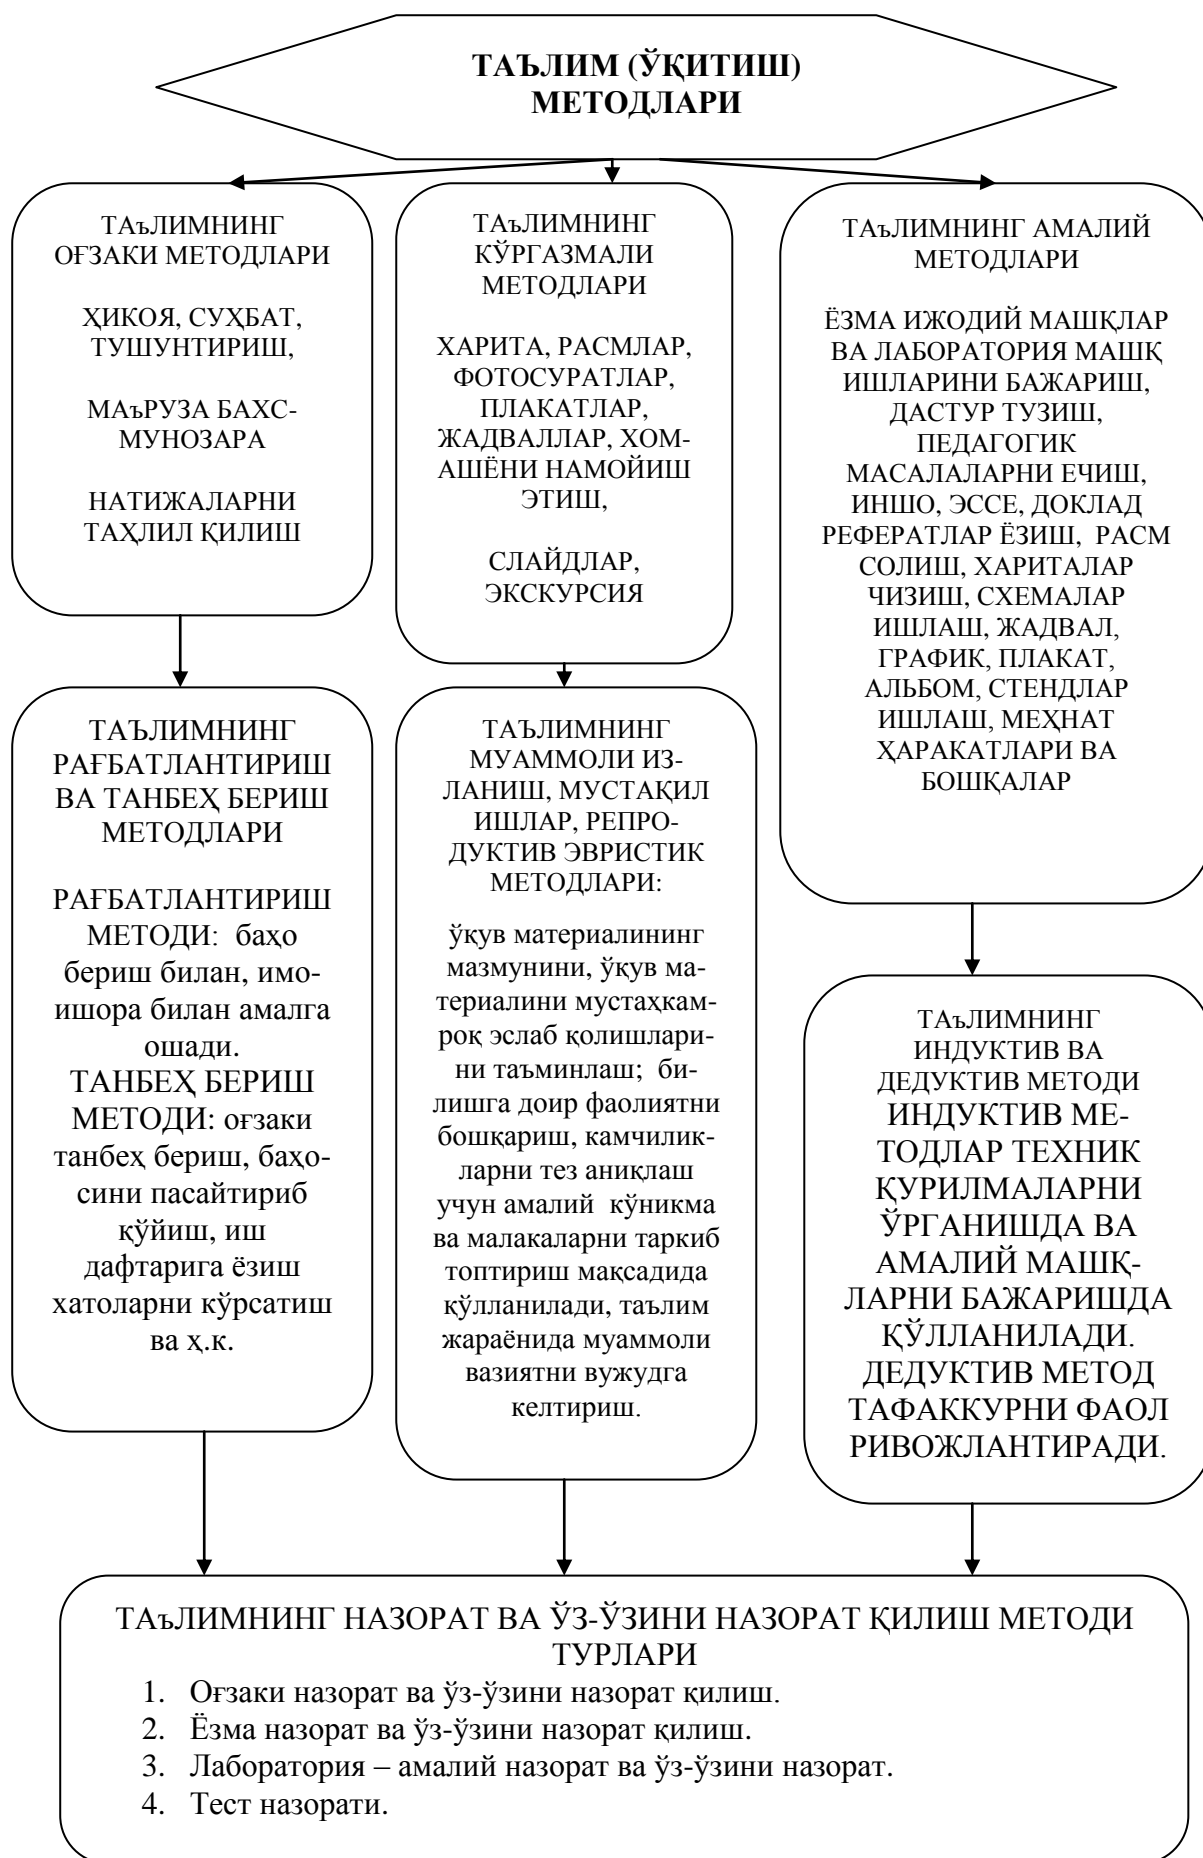 ТАЪЛИМ (ЎҚИТИШ)
МЕТОДЛАРИ
ТАъЛИМНИНГ
ОҒЗАКИ МЕТОДЛАРИ
ҲИКОЯ, СУҲБАТ,
ТУШУНТИРИШ,
МАъРУЗА БАХС-
МУНОЗАРА
НАТИЖАЛАРНИ
ТАҲЛИЛ ҚИЛИШ
ТАъЛИМНИНГ
КЎРГАЗМАЛИ
МЕТОДЛАРИ
ХАРИТА, РАСМЛАР,
ФОТОСУРАТЛАР,
ПЛАКАТЛАР,
ЖАДВАЛЛАР, ХОМ-
АШЁНИ НАМОЙИШ
ЭТИШ,
СЛАЙДЛАР,
ЭКСКУРСИЯ
ТАъЛИМНИНГ АМАЛИЙ
МЕТОДЛАРИ
ЁЗМА ИЖОДИЙ МАШҚЛАР
ВА ЛАБОРАТОРИЯ МАШҚ
ИШЛАРИНИ БАЖАРИШ,
ДАСТУР ТУЗИШ,
ПЕДАГОГИК
МАСАЛАЛАРНИ ЕЧИШ,
ИНШО, ЭССЕ, ДОКЛАД
РЕФЕРАТЛАР ЁЗИШ, РАСМ
СОЛИШ, ХАРИТАЛАР
ЧИЗИШ, СХЕМАЛАР
ИШЛАШ, ЖАДВАЛ,
ГРАФИК, ПЛАКАТ,
АЛЬБОМ, СТЕНДЛАР
ИШЛАШ, МЕҲНАТ
ҲАРАКАТЛАРИ ВА
БОШҚАЛАР
ТАЪЛИМНИНГ
РАҒБАТЛАНТИРИШ
ВА ТАНБЕҲ БЕРИШ
МЕТОДЛАРИ
РАҒБАТЛАНТИРИШ
МЕТОДИ: баҳо
бериш билан, имо-
ишора билан амалга
ошади.
ТАНБЕҲ БЕРИШ
МЕТОДИ: оғзаки
танбеҳ бериш, баҳо-
сини пасайтириб
қўйиш, иш
дафтарига ёзиш
хатоларни кўрсатиш
ва ҳ.к.
ТАЪЛИМНИНГ
МУАММОЛИ ИЗ-
ЛАНИШ, МУСТАҚИЛ
ИШЛАР, РЕПРО-
ДУКТИВ ЭВРИСТИК
МЕТОДЛАРИ:
ўқув материалининг
мазмунини, ўқув ма-
териалини мустаҳкам-
роқ эслаб қолишлари-
ни таъминлаш; би-
лишга доир фаолиятни
бошқариш, камчилик-
ларни тез аниқлаш
учун амалий кўникма
ва малакаларни таркиб
топтириш мақсадида
қўлланилади, таълим
жараёнида муаммоли
вазиятни вужудга
келтириш.
ТАъЛИМНИНГ
ИНДУКТИВ ВА
ДЕДУКТИВ МЕТОДИ
ИНДУКТИВ МЕ-
ТОДЛАР ТЕХНИК
ҚУРИЛМАЛАРНИ
ЎРГАНИШДА ВА
АМАЛИЙ МАШҚ-
ЛАРНИ БАЖАРИШДА
ҚЎЛЛАНИЛАДИ.
ДЕДУКТИВ МЕТОД
ТАФАККУРНИ ФАОЛ
РИВОЖЛАНТИРАДИ.
ТАъЛИМНИНГ НАЗОРАТ ВА ЎЗ-ЎЗИНИ НАЗОРАТ ҚИЛИШ МЕТОДИ
ТУРЛАРИ
1. Оғзаки назорат ва ўз-ўзини назорат қилиш.
2. Ёзма назорат ва ўз-ўзини назорат қилиш.
3. Лаборатория – амалий назорат ва ўз-ўзини назорат.
4. Тест назорати.